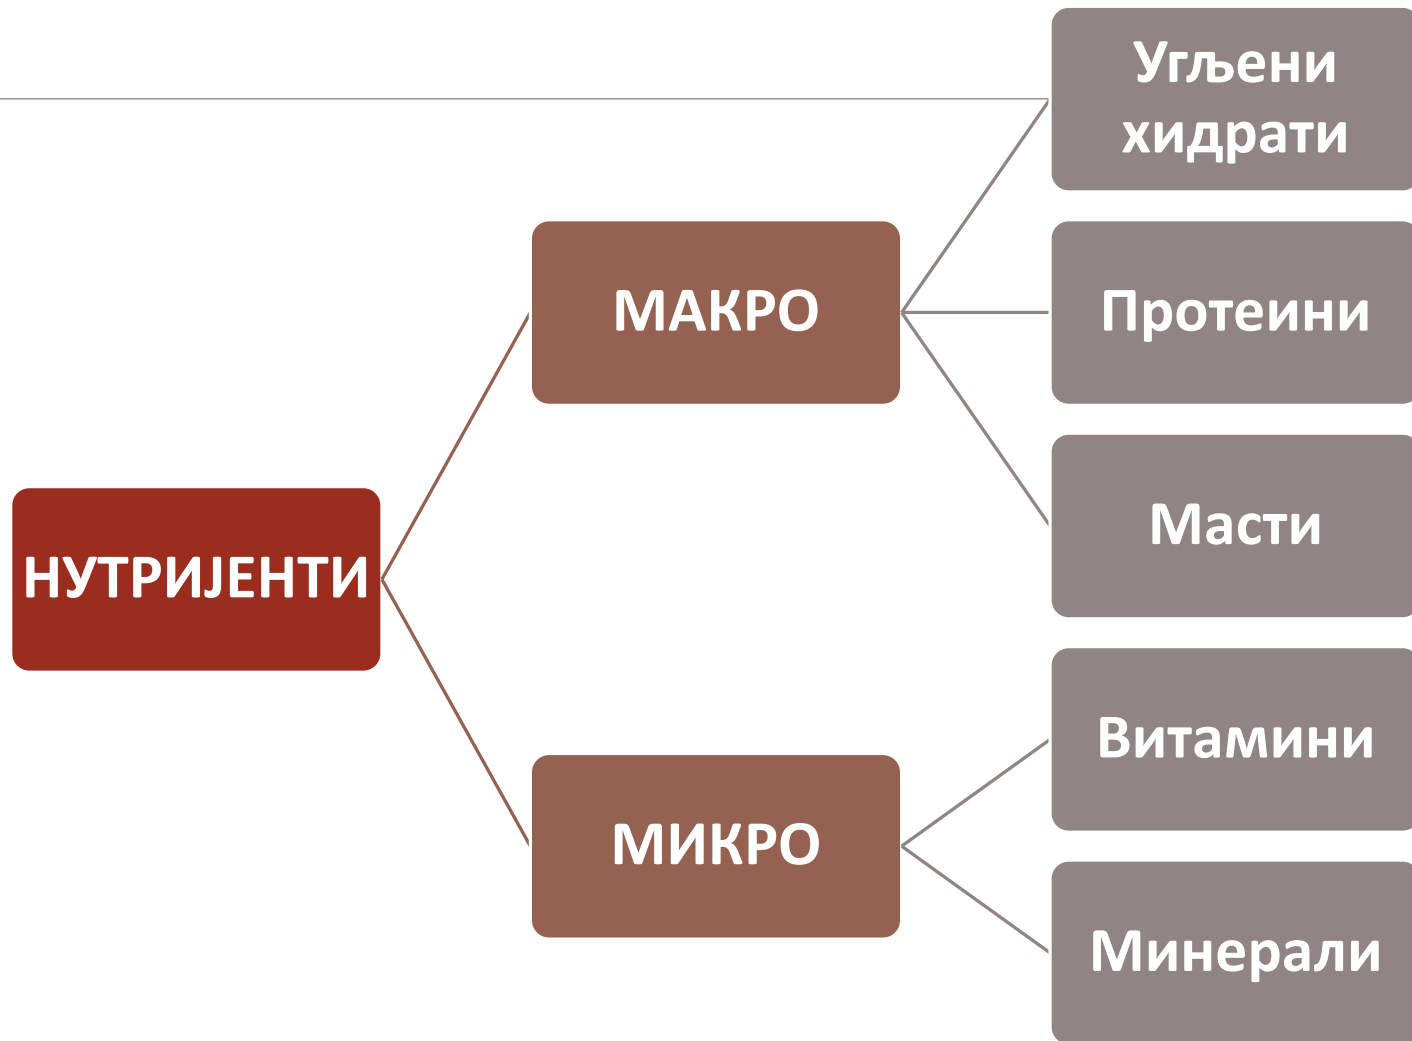 НУТРИЈЕНТИ
МАКРО
Угљени
хидрати
Протеини
Масти
МИКРО
Витамини
Минерали